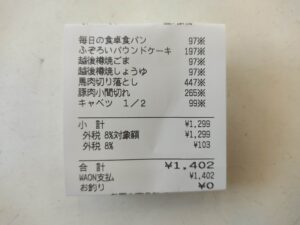 毎日の食卓食パン 97※
ふぞろいパウンドケーキ 197※
越後樽焼ごま 97※
越後樽焼しょうゆ 97※
馬肉切り落とし 447※
豚肉小間切れ 265※
キャベツ 1/2 99※
小計 ¥1,299
外税 8%対象額 ¥1,299
外税 8% ¥103
合計 ¥1,402
WAON支払 ¥1,402
お釣り ¥0